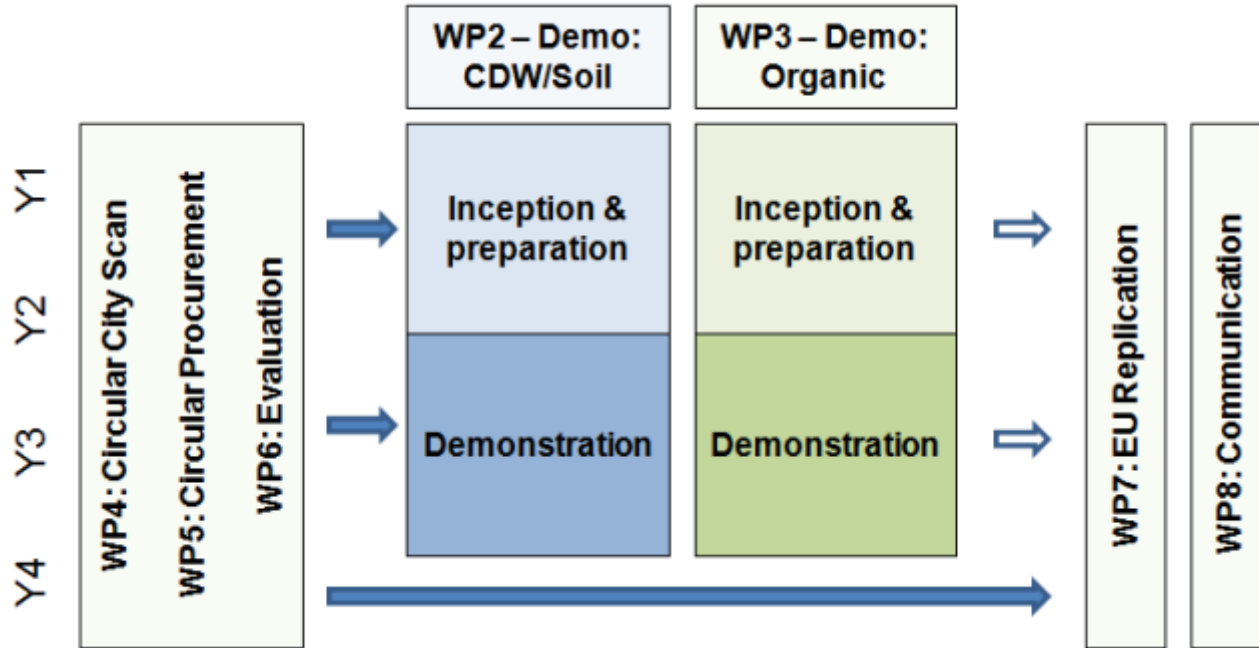 WP2 – Demo:
CDW/Soil
WP3 – Demo:
Organic
Y1
Y2
Y3
Y4
WP4: Circular City Scan
WP5: Circular Procurement
WP6: Evaluation
Inception &
preparation
Inception &
preparation
Demonstration
Demonstration
WP7: EU Replication
WP8: Communication